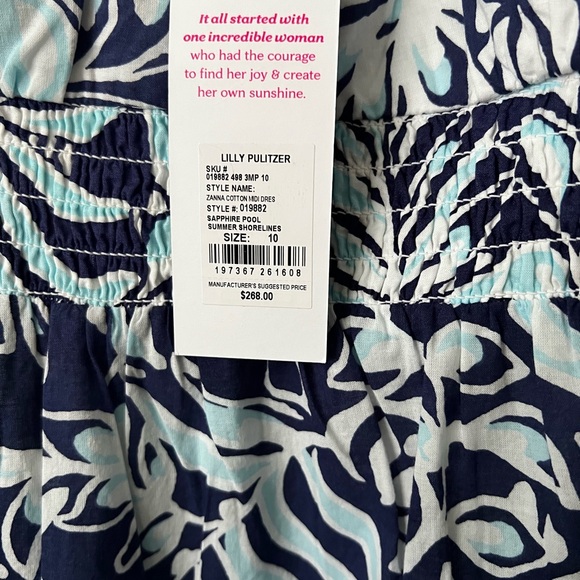 It all started with
one incredible woman
who had the courage
to find her joy & create
her own sunshine.
LILLY PULITZER
SKU #
019882 498 3MP 10
STYLE NAME:
ZANNA COTTON MIDI DRES
STYLE #: 019882
SAPPHIRE POOL
SUMMER SHORELINES
SIZE: 10
197367 261608
MANUFACTURER'S SUGGESTED PRICE
$268.00